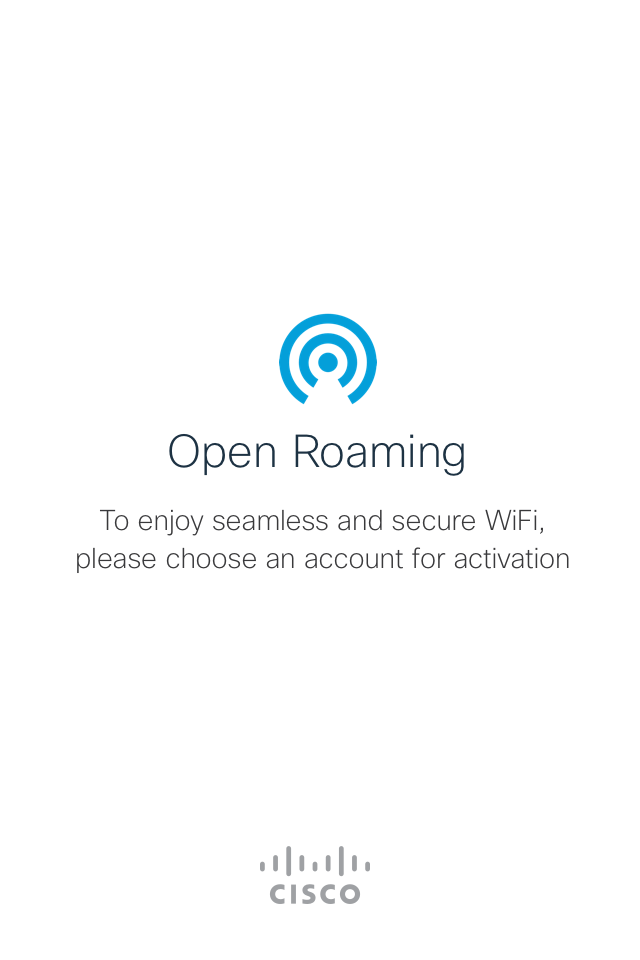 Open Roaming
To enjoy seamless and secure WiFi,
please choose an account for activation
CISCO